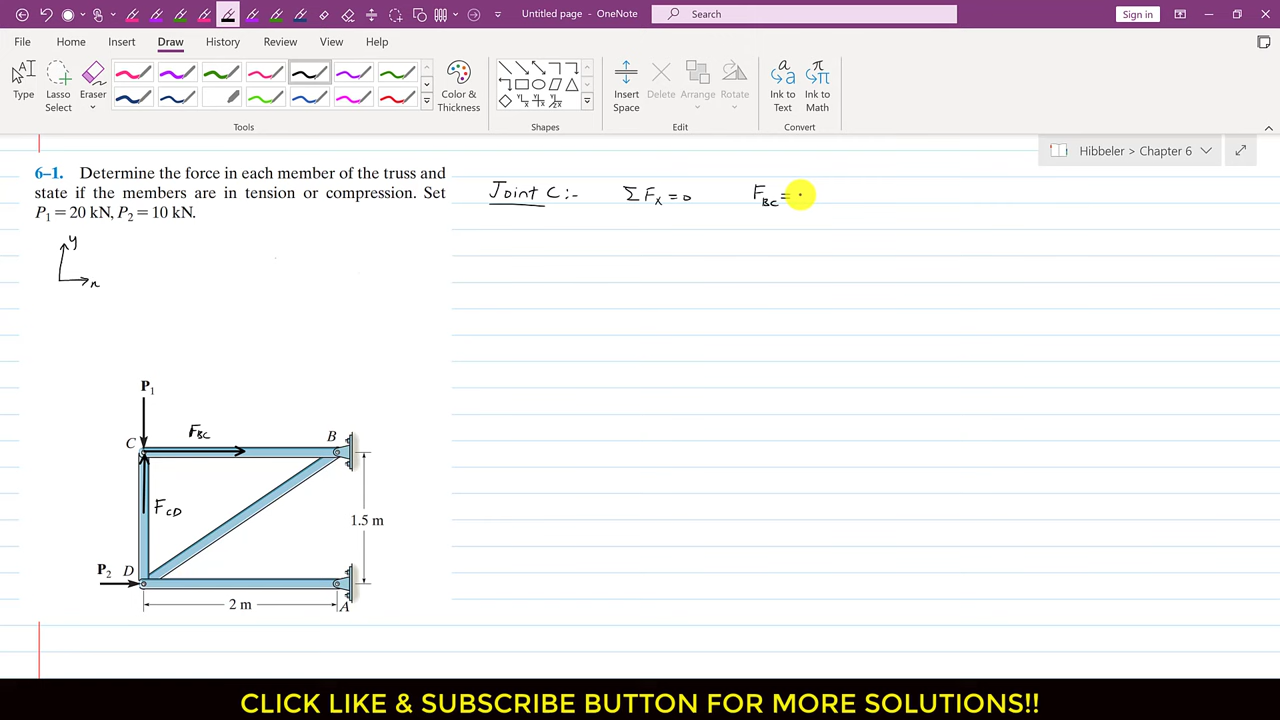 Untitled page - OneNote
Search
Sign in
File Home Insert Draw History Review View Help
Type
Lasso Select
Eraser
Color & Thickness
Insert Space
Delete
Arrange
Rotate
Ink to Text
Ink to Math
Tools
Shapes
Edit
Convert
Hibbeler > Chapter 6
6–1. Determine the force in each member of the truss and
state if the members are in tension or compression. Set
P₁ = 20 kN, P₂ = 10 kN.
Joint C :- ΣFx = 0 FBC =
y
x
P₁
C
FBC
B
FCD
1.5 m
P₂
D
2 m
A
CLICK LIKE & SUBSCRIBE BUTTON FOR MORE SOLUTIONS!!